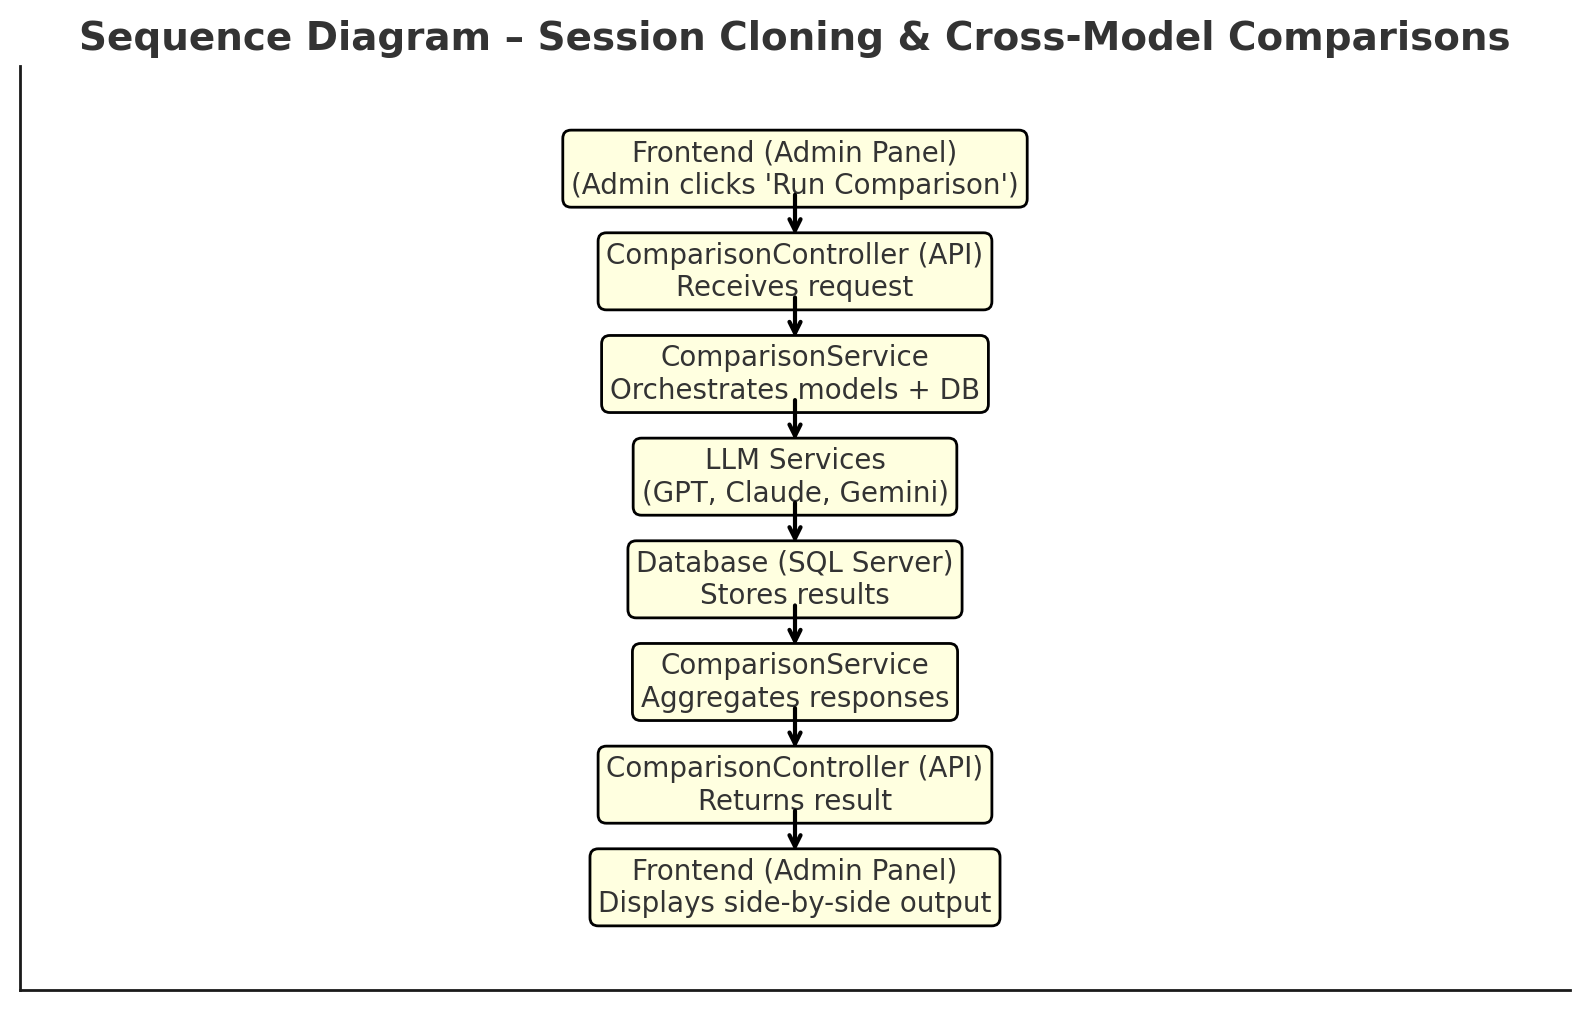 Sequence Diagram – Session Cloning & Cross-Model Comparisons
Frontend (Admin Panel)
(Admin clicks 'Run Comparison')
ComparisonController (API)
Receives request
ComparisonService
Orchestrates models + DB
LLM Services
(GPT, Claude, Gemini)
Database (SQL Server)
Stores results
ComparisonService
Aggregates responses
ComparisonController (API)
Returns result
Frontend (Admin Panel)
Displays side-by-side output